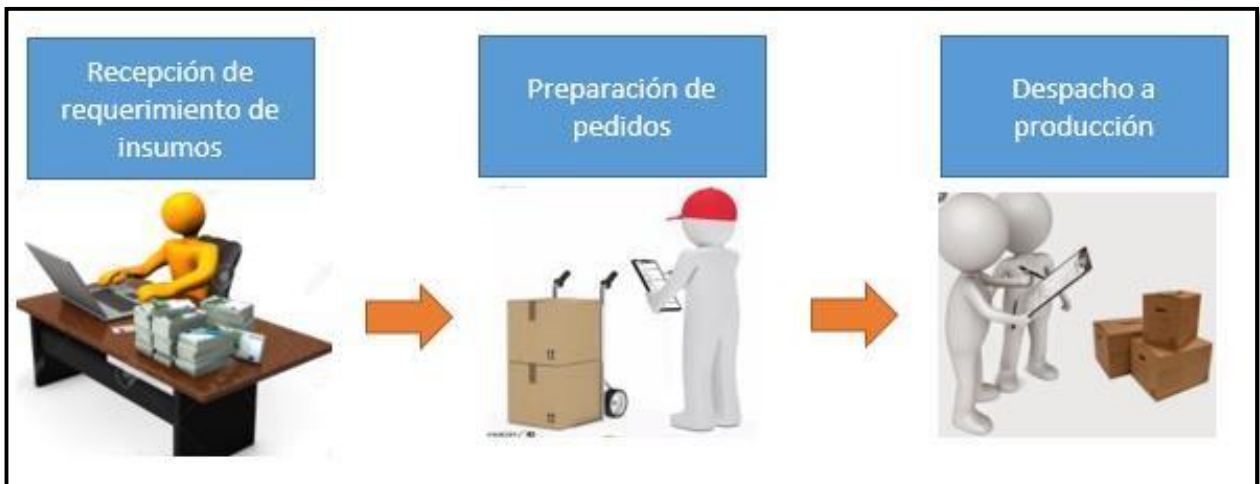 Recepción de
requerimiento de
insumos
Preparación de
pedidos
Despacho a
producción